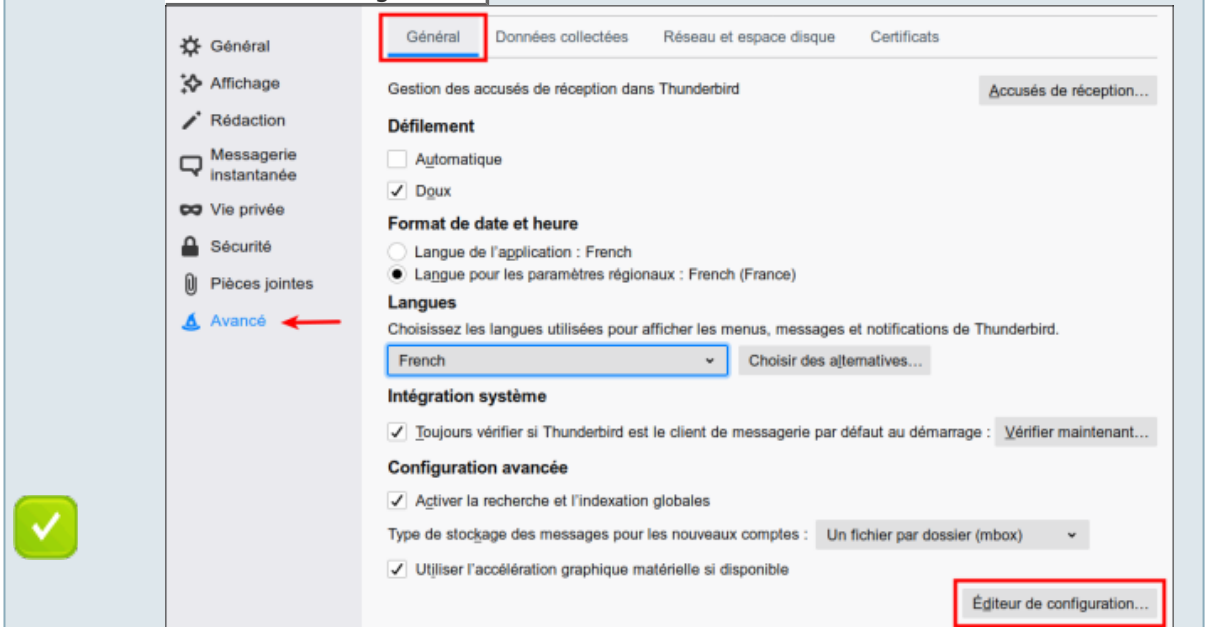 Général
Affichage
Rédaction
Messagerie
instantanée
Vie privée
Sécurité
Pièces jointes
Avancé
Général Données collectées Réseau et espace disque Certificats
Gestion des accusés de réception dans Thunderbird Accusés de réception...
Défilement
Automatique
Doux
Format de date et heure
Langue de l'application : French
Langue pour les paramètres régionaux : French (France)
Langues
Choisissez les langues utilisées pour afficher les menus, messages et notifications de Thunderbird.
French Choisir des alternatives...
Intégration système
Toujours vérifier si Thunderbird est le client de messagerie par défaut au démarrage : Vérifier maintenant...
Configuration avancée
Activer la recherche et l'indexation globales
Type de stockage des messages pour les nouveaux comptes : Un fichier par dossier (mbox)
Utiliser l'accélération graphique matérielle si disponible
Éditeur de configuration...